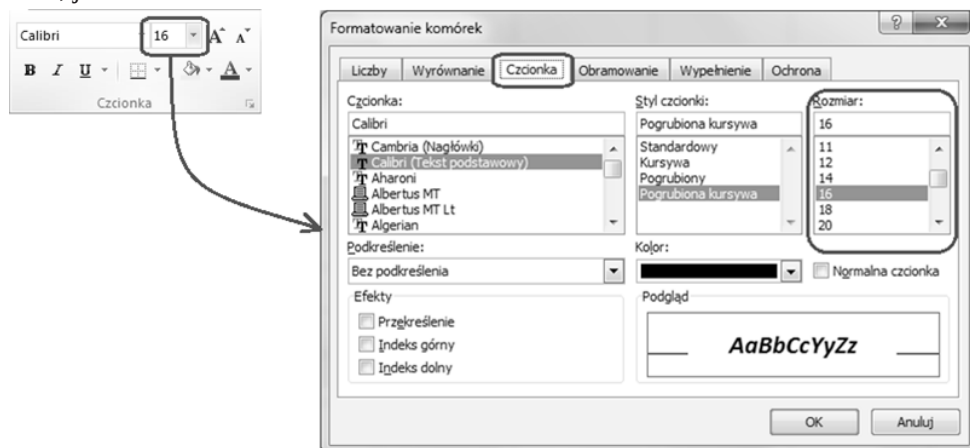 Calibri 16 A A
B I U A
Czcionka
Formatowanie komórek
Liczby Wyrównanie Czcionka Obramowanie Wypełnienie Ochrona
Czcionka:
Calibri
Cambria (Nagłówki)
Calibri (Tekst podstawowy)
Aharoni
Albertus MT
Albertus MT Lt
Algerian
Styl czcionki:
Pogrubiona kursywa
Standardowy
Kursywa
Pogrubiony
Pogrubiona kursywa
Rozmiar:
16
11
12
14
16
18
20
Podkreślenie:
Bez podkreślenia
Kolor:
Normalna czcionka
Efekty
Przekreślenie
Indeks górny
Indeks dolny
Podgląd
AaBbCcYyZz
OK Anuluj